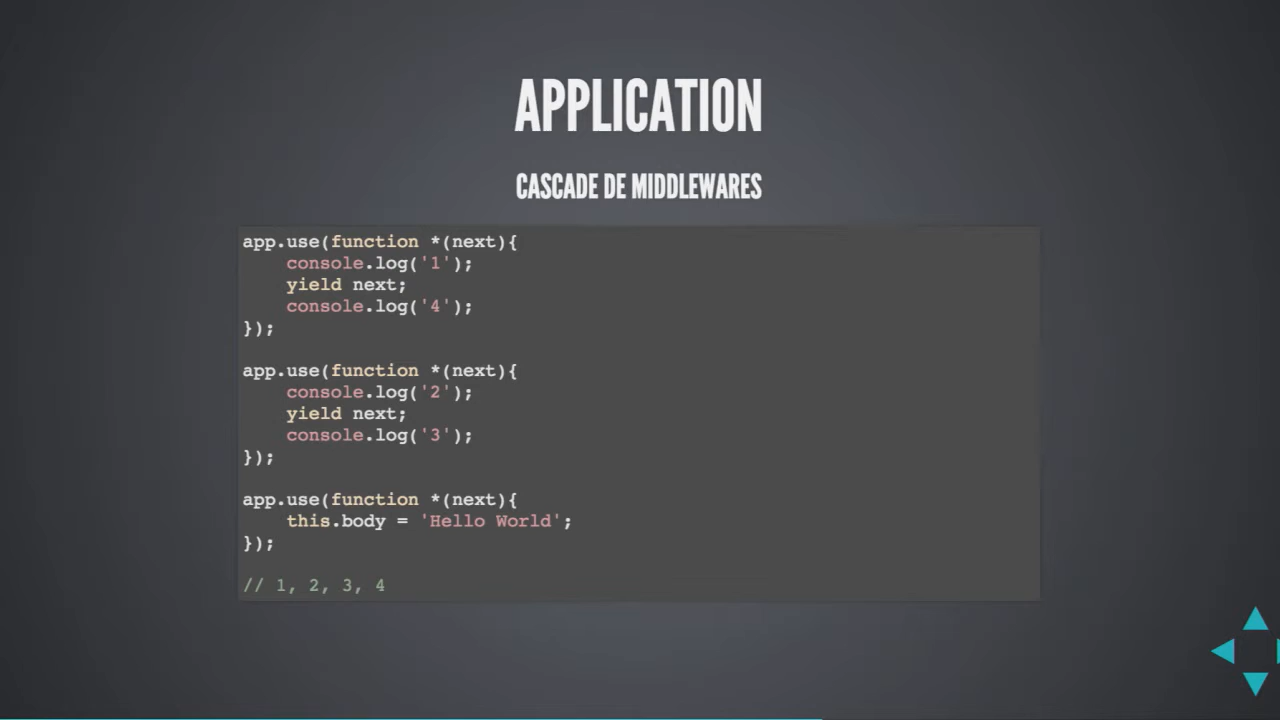 APPLICATION
CASCADE DE MIDDLEWARES
app.use(function *(next){
    console.log('1');
    yield next;
    console.log('4');
});
app.use(function *(next){
    console.log('2');
    yield next;
    console.log('3');
});
app.use(function *(next){
    this.body = 'Hello World';
});
// 1, 2, 3, 4